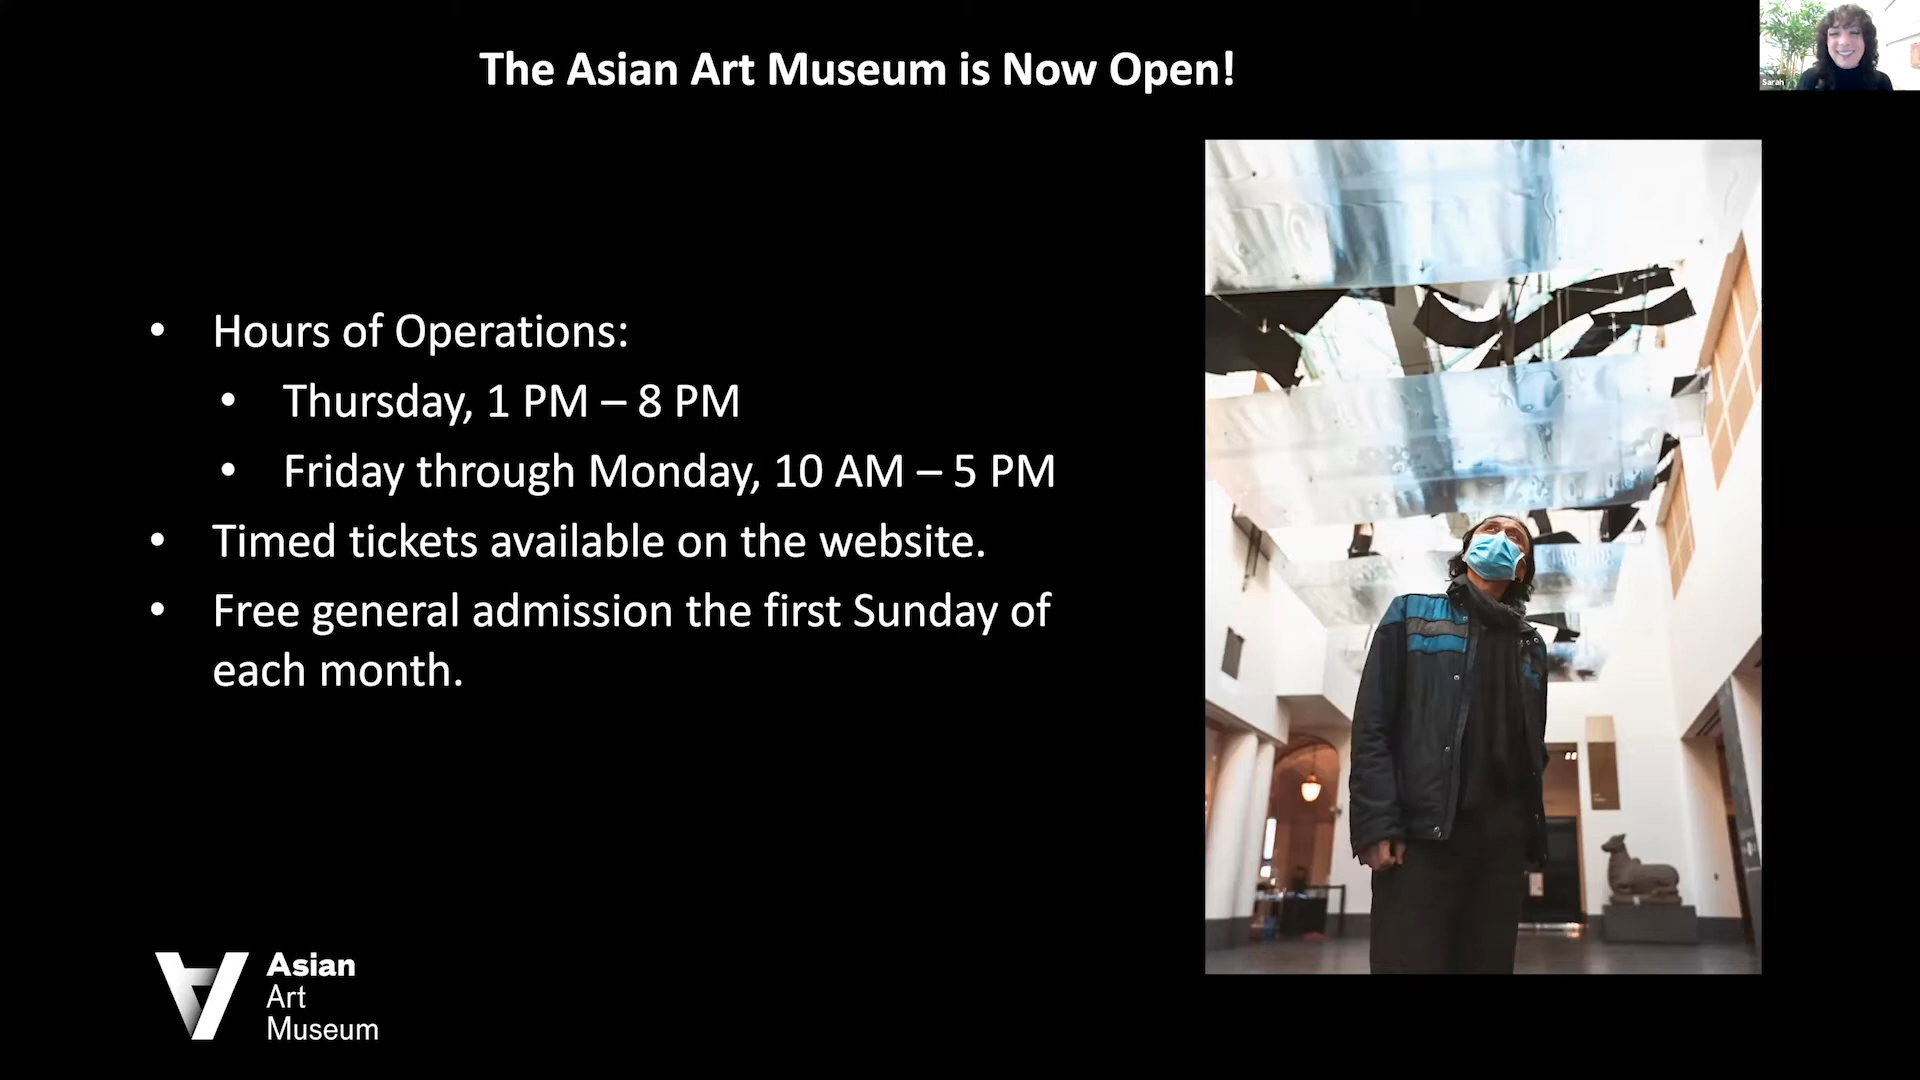 The Asian Art Museum is Now Open!
Sarah
• Hours of Operations:
• Thursday, 1 PM – 8 PM
• Friday through Monday, 10 AM – 5 PM
• Timed tickets available on the website.
• Free general admission the first Sunday of
each month.
Asian
Art
Museum